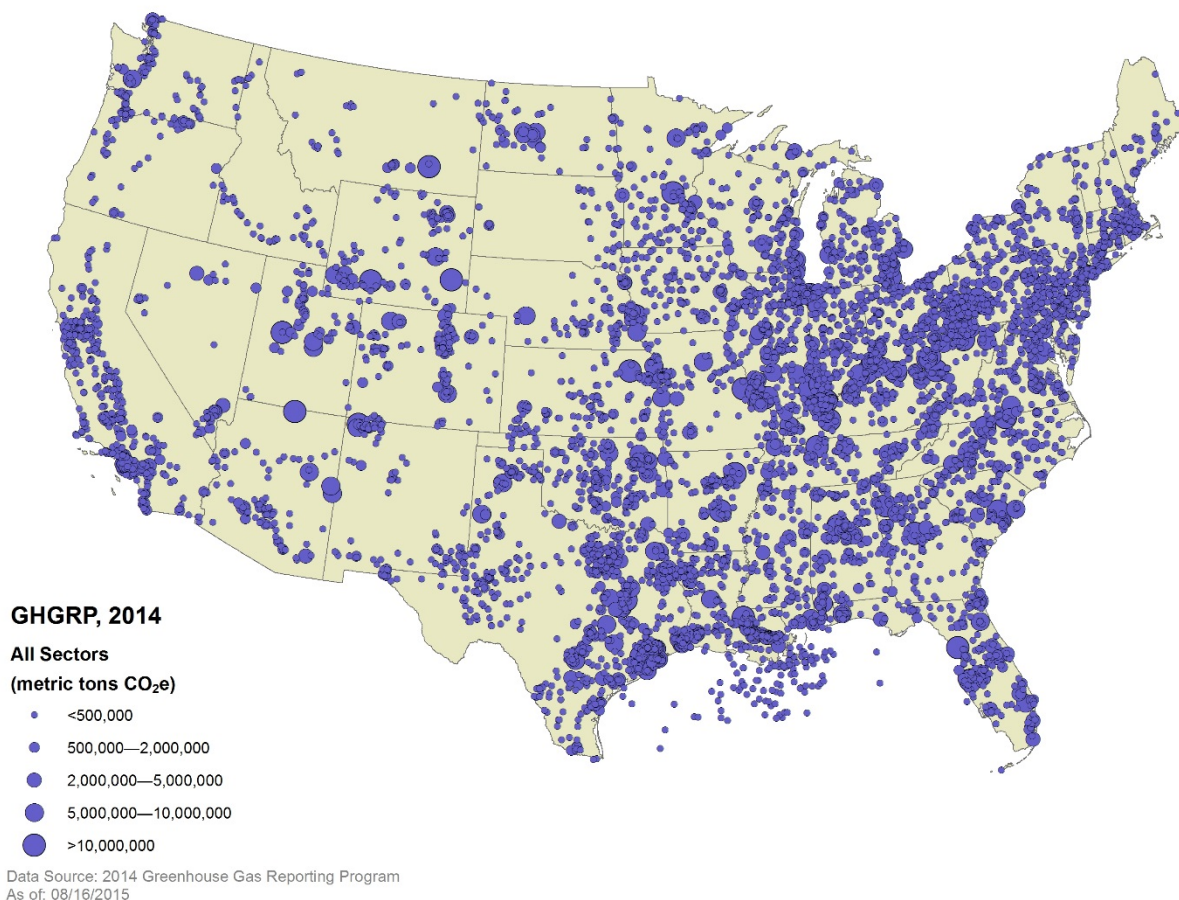 GHGRP, 2014
All Sectors
(metric tons CO₂e)
<500,000
500,000—2,000,000
2,000,000—5,000,000
5,000,000—10,000,000
>10,000,000
Data Source: 2014 Greenhouse Gas Reporting Program
As of: 08/16/2015